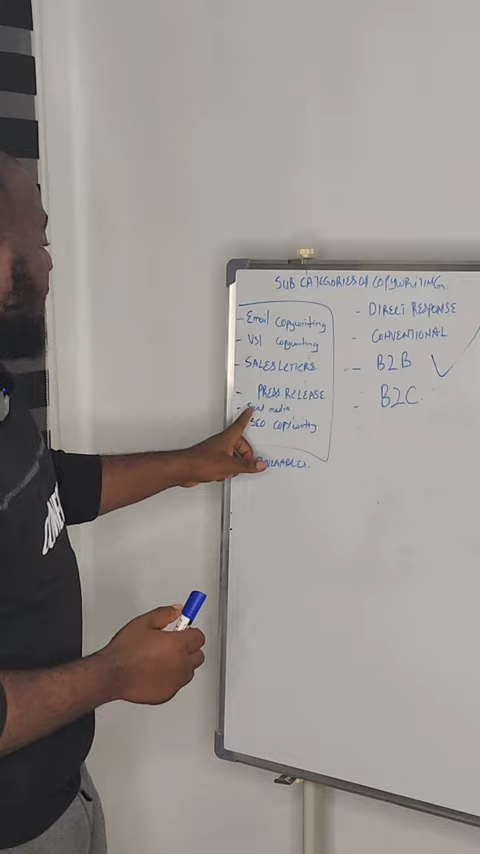 SUB CATEGORIES OF COPYWRITING
- Email Copywriting
- VSL Copywriting
- SALES LETTERS
- PRESS RELEASE
- Social media
- SEO Copywriting
- DIRECT RESPONSE
- CONVENTIONAL
- B2B
- B2C